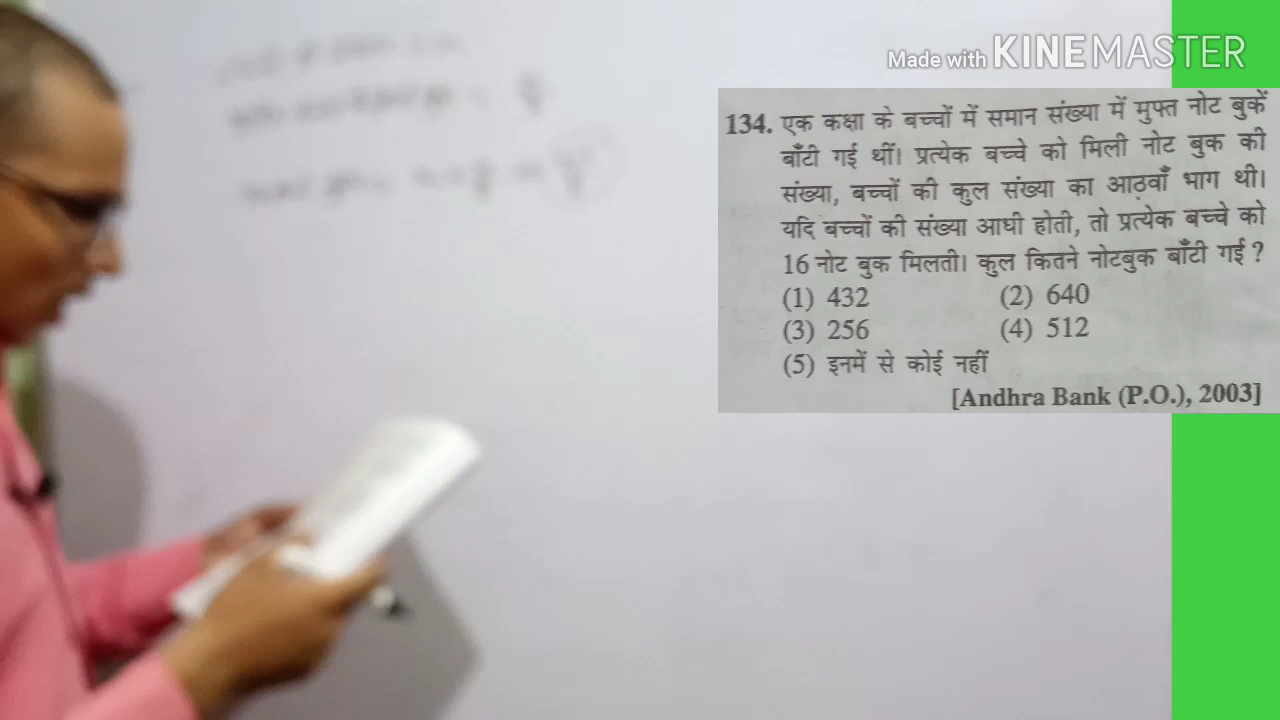 Made with KINEMASTER
134. एक कक्षा के बच्चों में समान संख्या में मुफ्त नोट बुकें
बाँटी गई थीं। प्रत्येक बच्चे को मिली नोट बुक की
संख्या, बच्चों की कुल संख्या का आठवाँ भाग थी।
यदि बच्चों की संख्या आधी होती, तो प्रत्येक बच्चे को
16 नोट बुक मिलती। कुल कितने नोटबुक बाँटी गई ?
(1) 432 (2) 640
(3) 256 (4) 512
(5) इनमें से कोई नहीं
[Andhra Bank (P.O.), 2003]